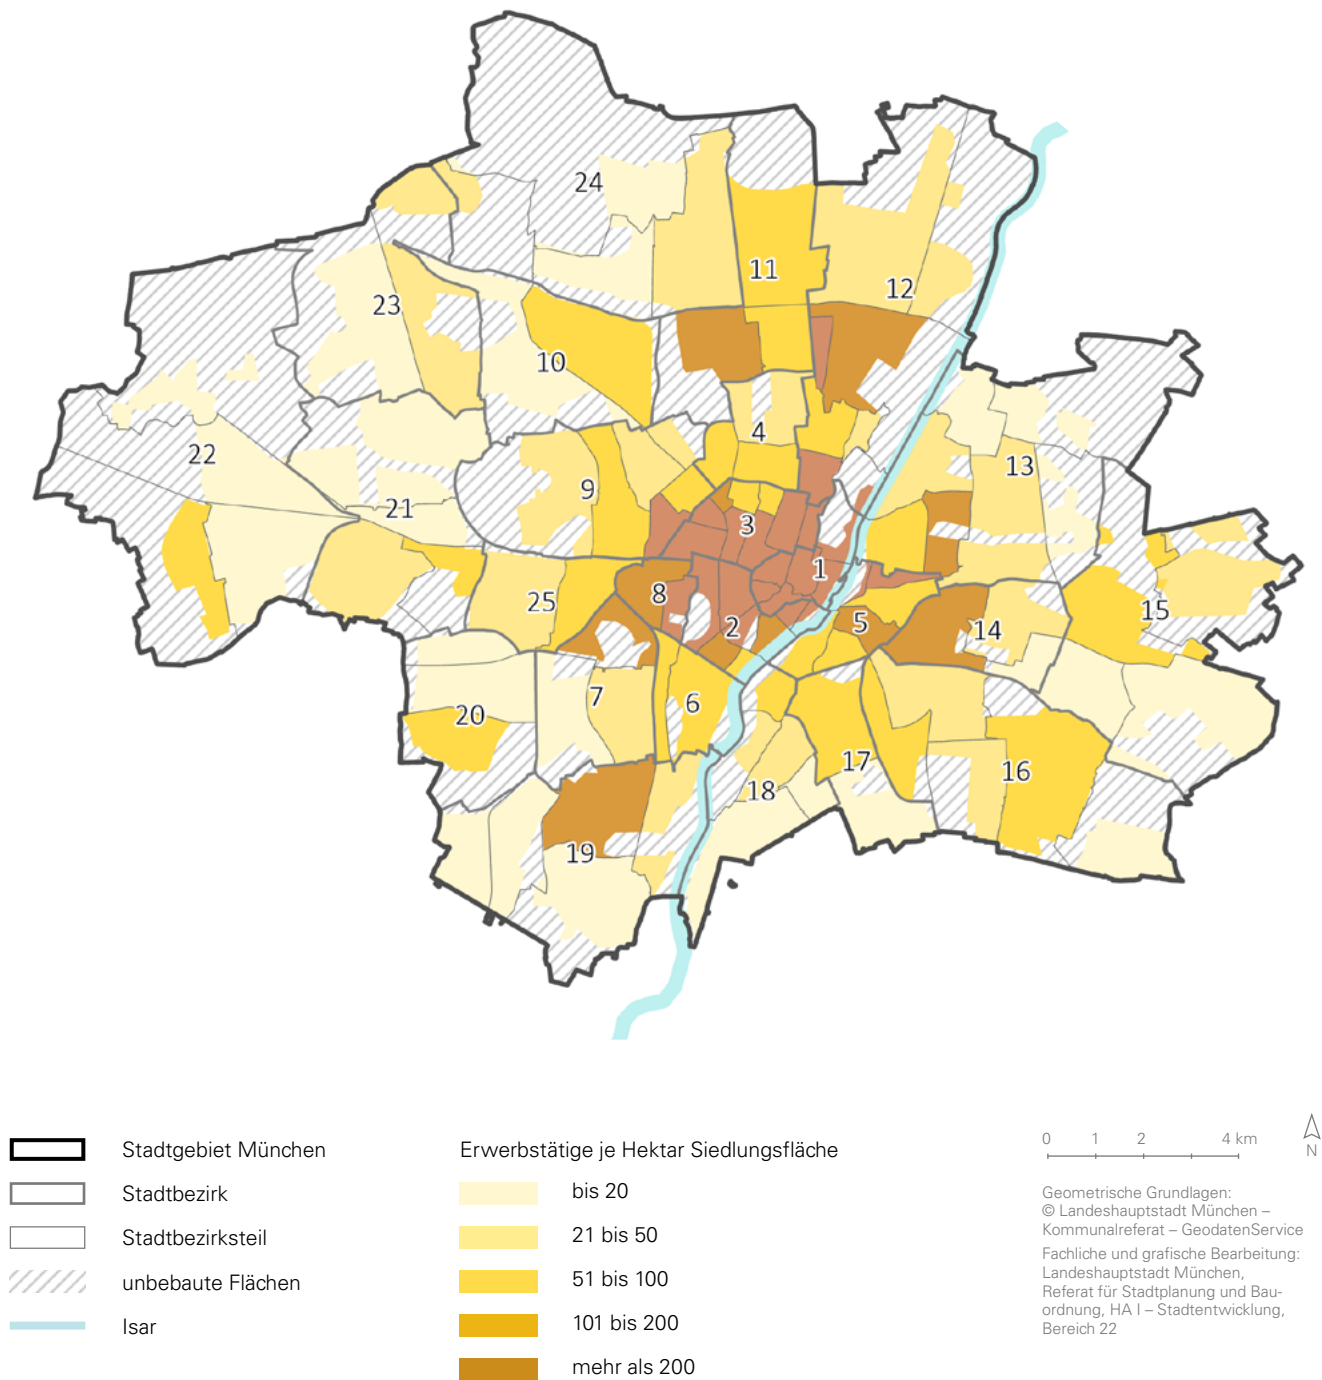 24
11
12
23
10
4
22
13
9
21
3
1
8
25
5
15
2
14
7
6
20
17
16
18
19
Stadtgebiet München
Stadtbezirk
Stadtbezirksteil
unbebaute Flächen
Isar
Erwerbstätige je Hektar Siedlungsfläche
bis 20
21 bis 50
51 bis 100
101 bis 200
mehr als 200
0 1 2 4 km
N
Geometrische Grundlagen:
© Landeshauptstadt München –
Kommunalreferat – GeodatenService
Fachliche und grafische Bearbeitung:
Landeshauptstadt München,
Referat für Stadtplanung und Bau-
ordnung, HA I – Stadtentwicklung,
Bereich 22